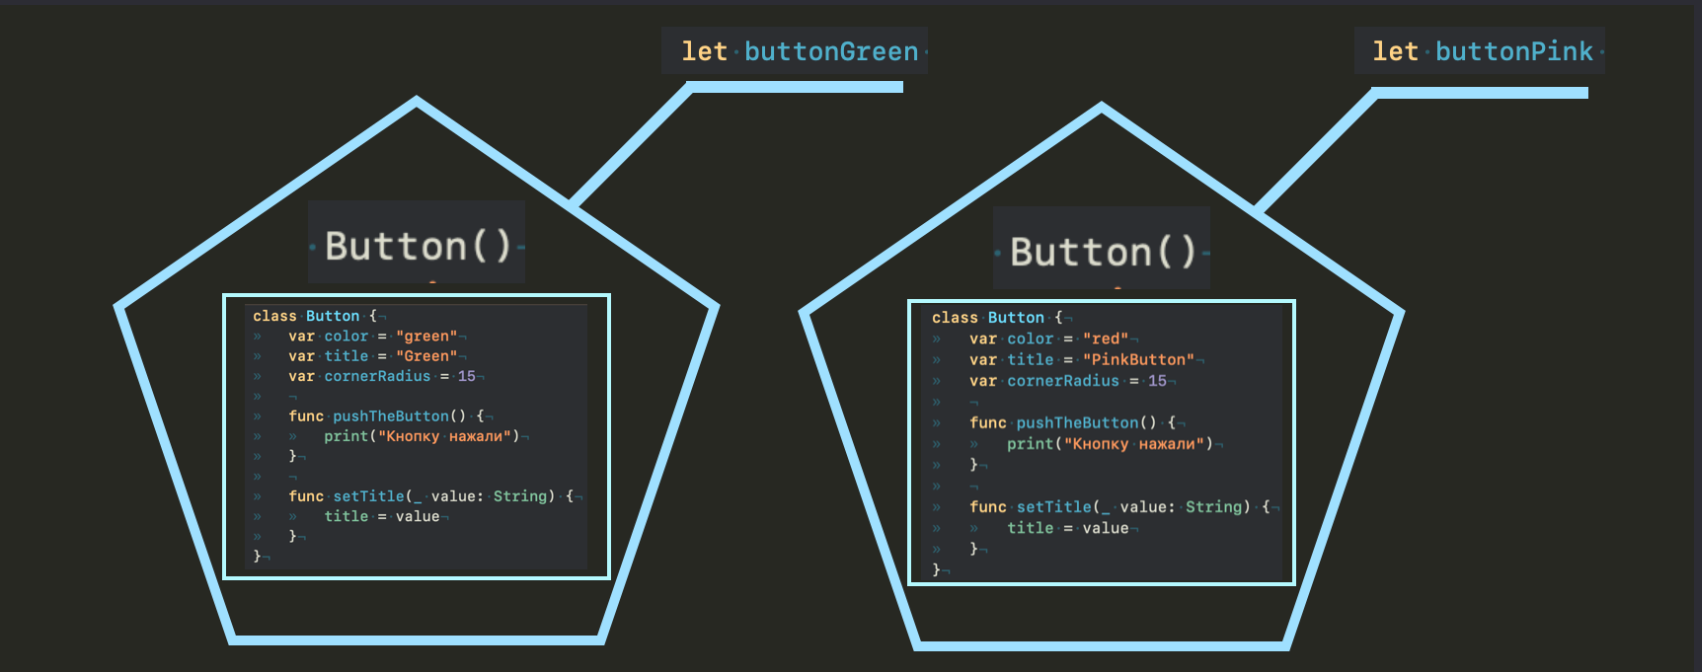 let buttonGreen
Button()
class Button {
var color = "green"
var title = "Green"
var cornerRadius = 15
func pushTheButton() {
print("Кнопку нажали")
}
func setTitle(_ value: String) {
title = value
}
}
let buttonPink
Button()
class Button {
var color = "red"
var title = "PinkButton"
var cornerRadius = 15
func pushTheButton() {
print("Кнопку нажали")
}
func setTitle(_ value: String) {
title = value
}
}